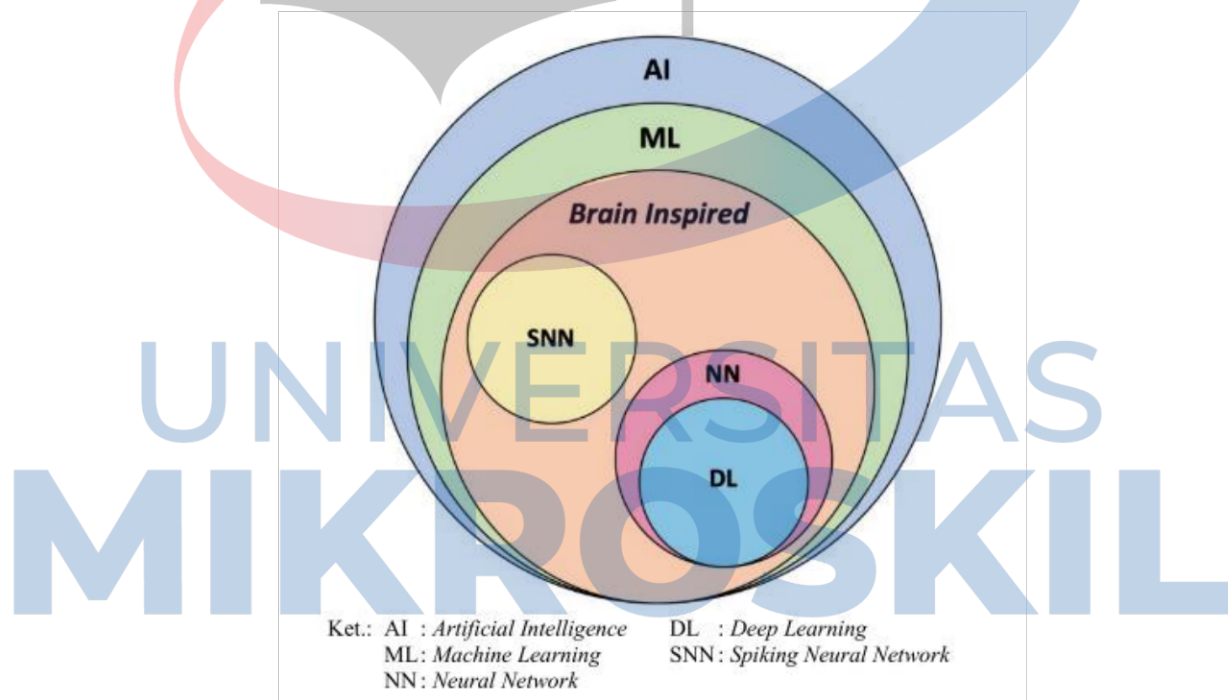 AI
ML
Brain Inspired
SNN
NN
DL
UNIVERSITAS
MIKROSKIL
Ket.: AI : Artificial Intelligence DL : Deep Learning
ML : Machine Learning SNN : Spiking Neural Network
NN : Neural Network